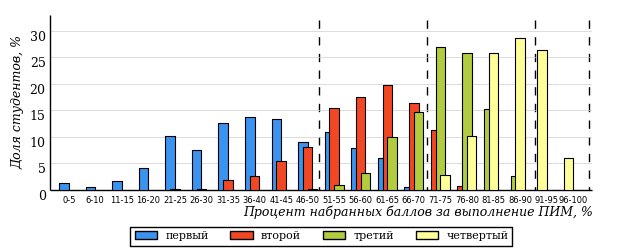 Доля студентов, %
30
25
20
15
10
5
0
0-5 6-10 11-15 16-20 21-25 26-30 31-35 36-40 41-45 46-50 51-55 56-60 61-65 66-70 71-75 76-80 81-85 86-90 91-95 96-100
Процент набранных баллов за выполнение ПИМ, %
первый второй третий четвертый